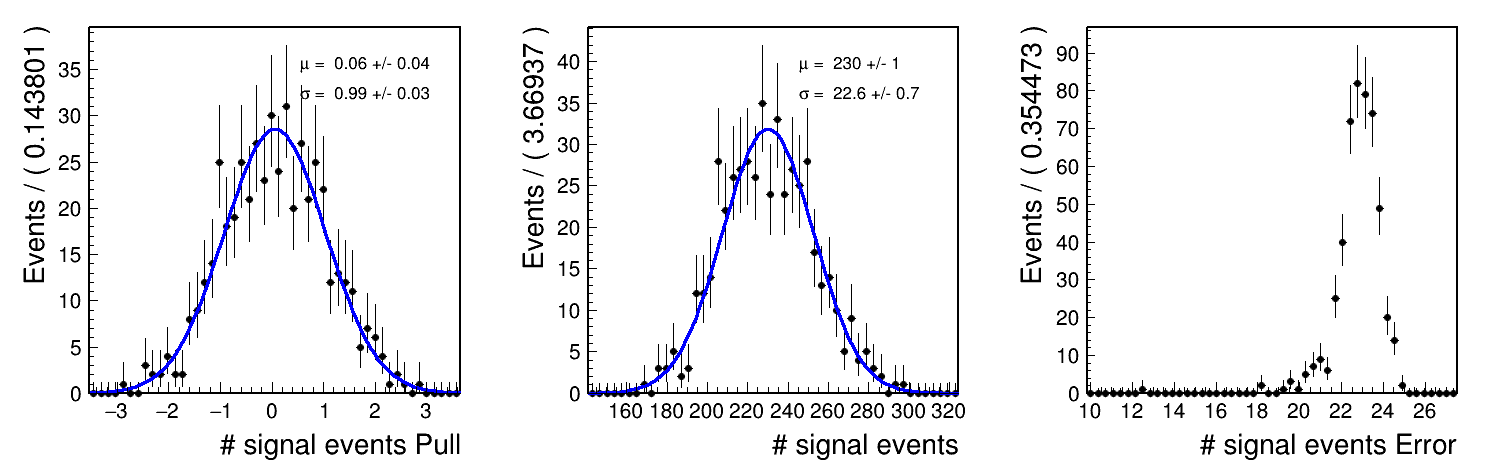 Events / ( 0.143801 )
35
30
25
20
15
10
5
0
μ = 0.06 +/- 0.04
σ = 0.99 +/- 0.03
−3 −2 −1 0 1 2 3
# signal events Pull
Events / ( 3.66937 )
40
35
30
25
20
15
10
5
0
μ = 230 +/- 1
σ = 22.6 +/- 0.7
160 180 200 220 240 260 280 300 320
# signal events
Events / ( 0.354473 )
90
80
70
60
50
40
30
20
10
0
10 12 14 16 18 20 22 24 26
# signal events Error